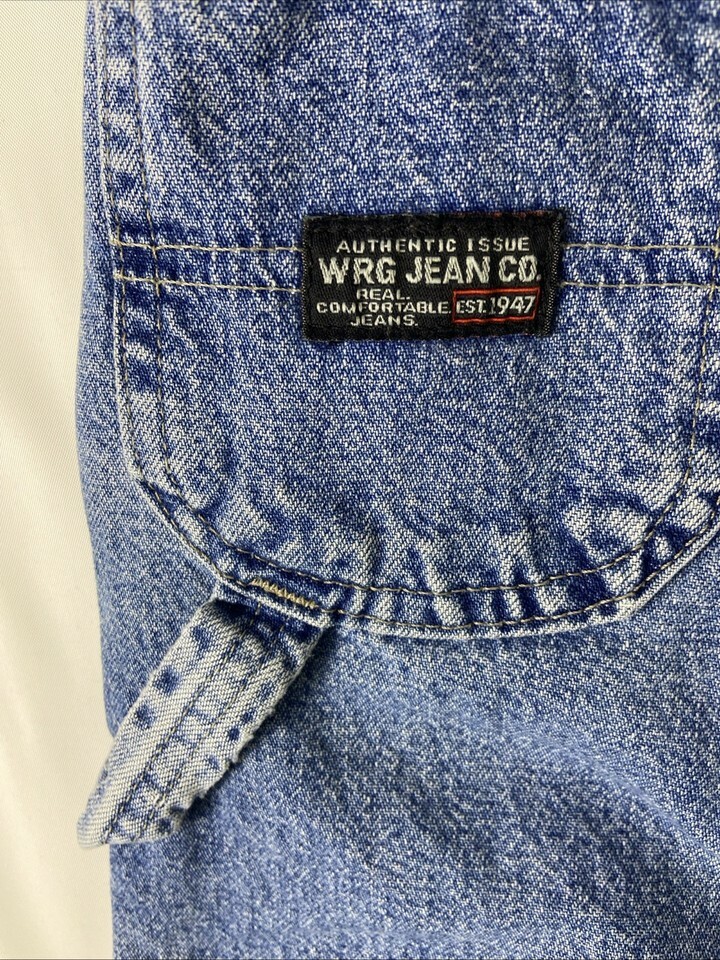 AUTHENTIC ISSUE
WRG JEAN CO.
REAL.
COMFORTABLE.
JEANS.
EST. 1947